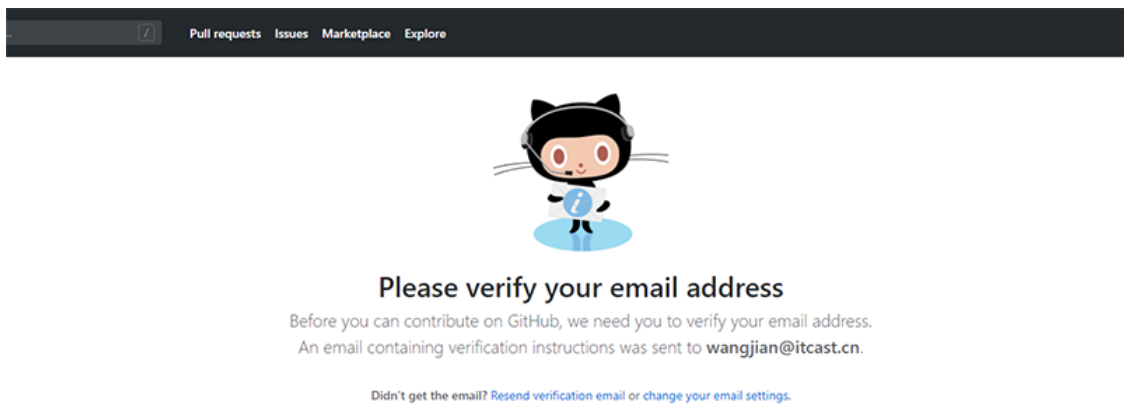 ... / Pull requests Issues Marketplace Explore
i
Please verify your email address
Before you can contribute on GitHub, we need you to verify your email address.
An email containing verification instructions was sent to wangjian@itcast.cn.
Didn't get the email? Resend verification email or change your email settings.